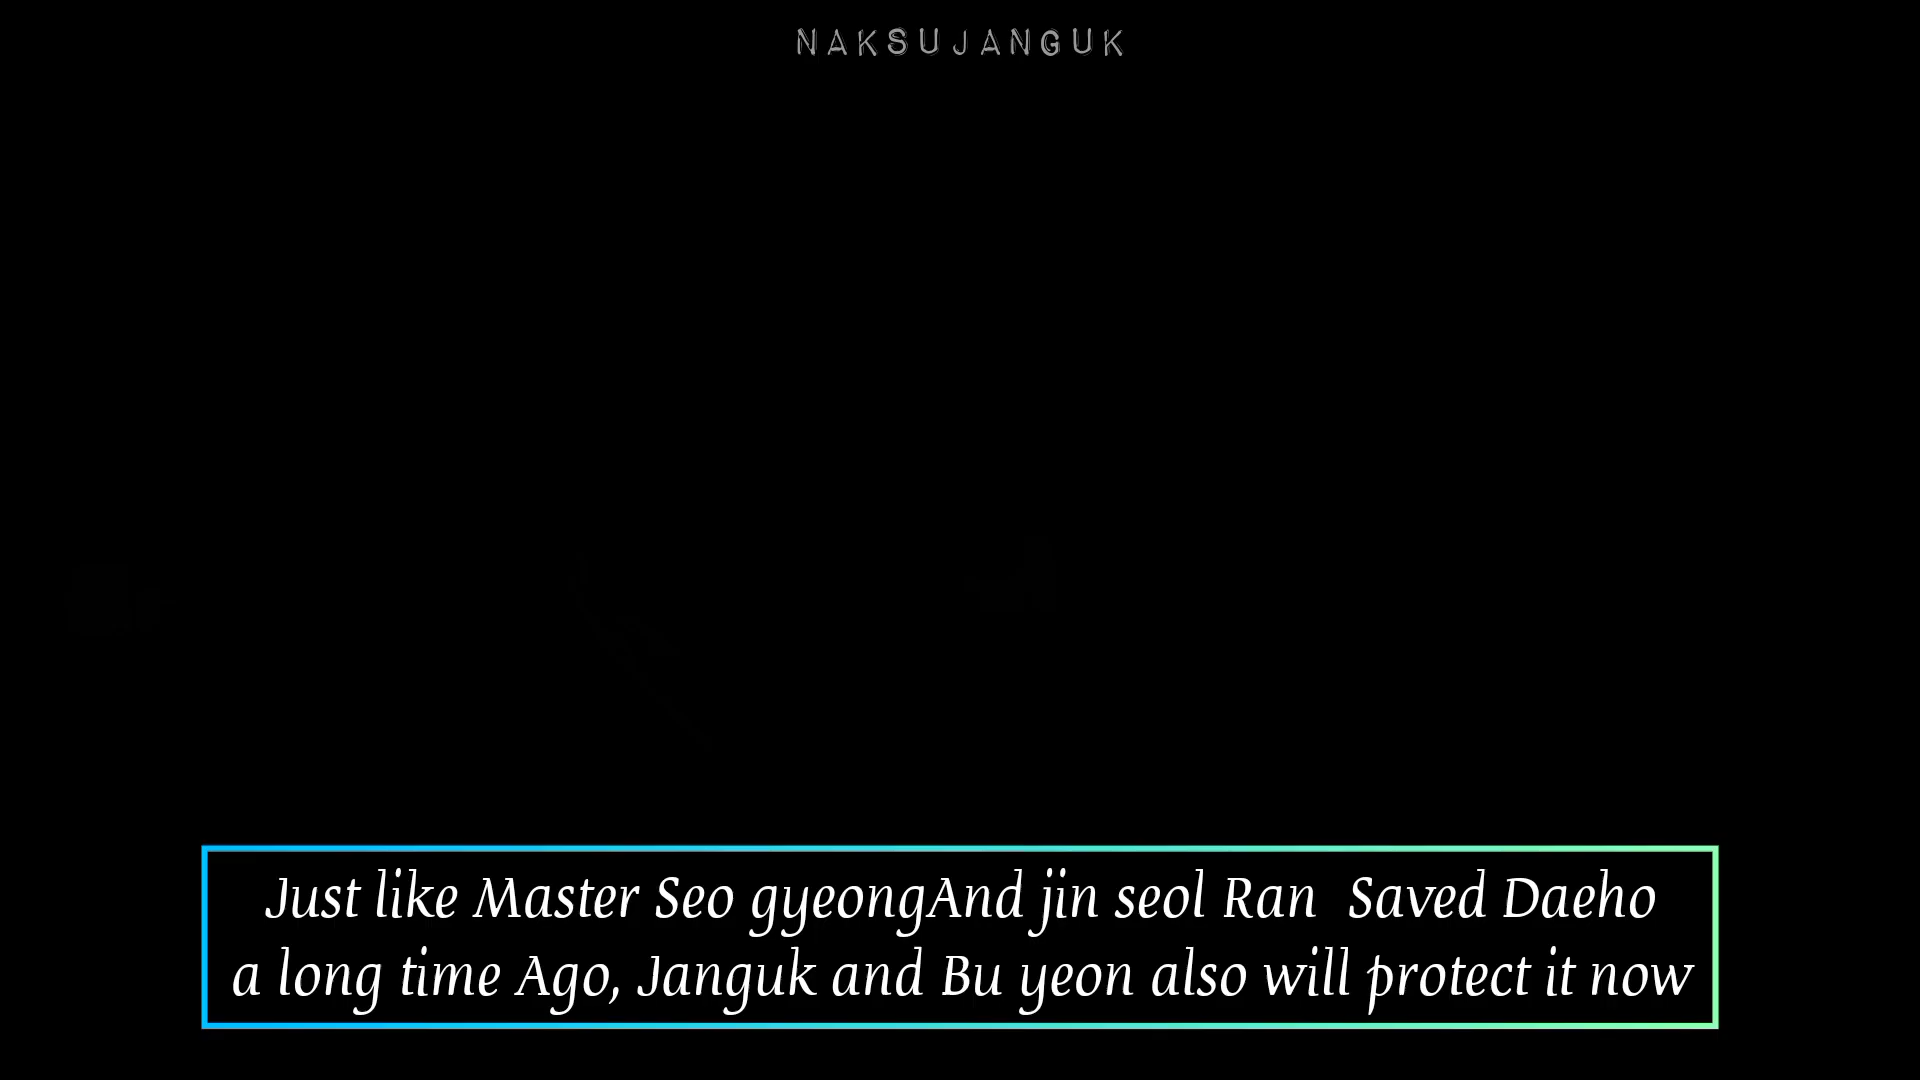 NAKSUJANGUK
Just like Master Seo gyeongAnd jin seol Ran  Saved Daeho
a long time Ago, Janguk and Bu yeon also will protect it now